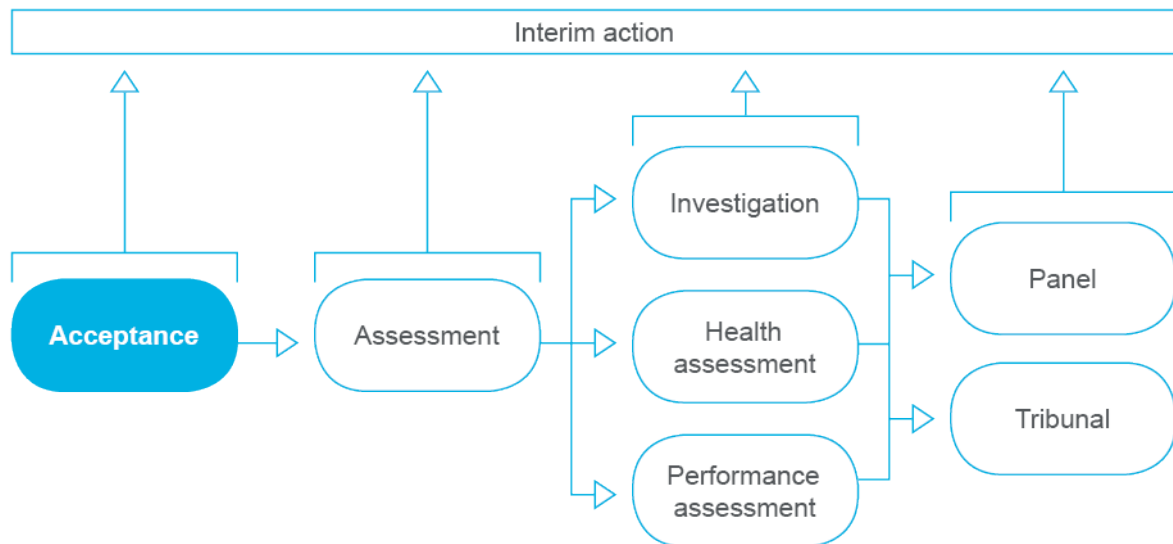 Interim action
Acceptance
Assessment
Investigation
Health
assessment
Performance
assessment
Panel
Tribunal